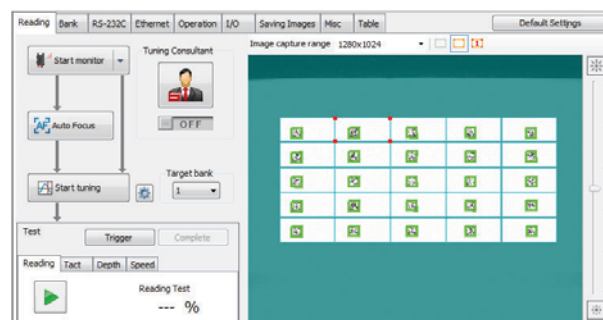 Reading Bank RS-232C Ethernet Operation I/O Saving Images Misc Table Default Settings
Start monitor
Tuning Consultant
Image capture range 1280x1024
OFF
Auto Focus
Target bank
Start tuning
1
Test
Trigger Complete
Reading Tact Depth Speed
Reading Test
--- %